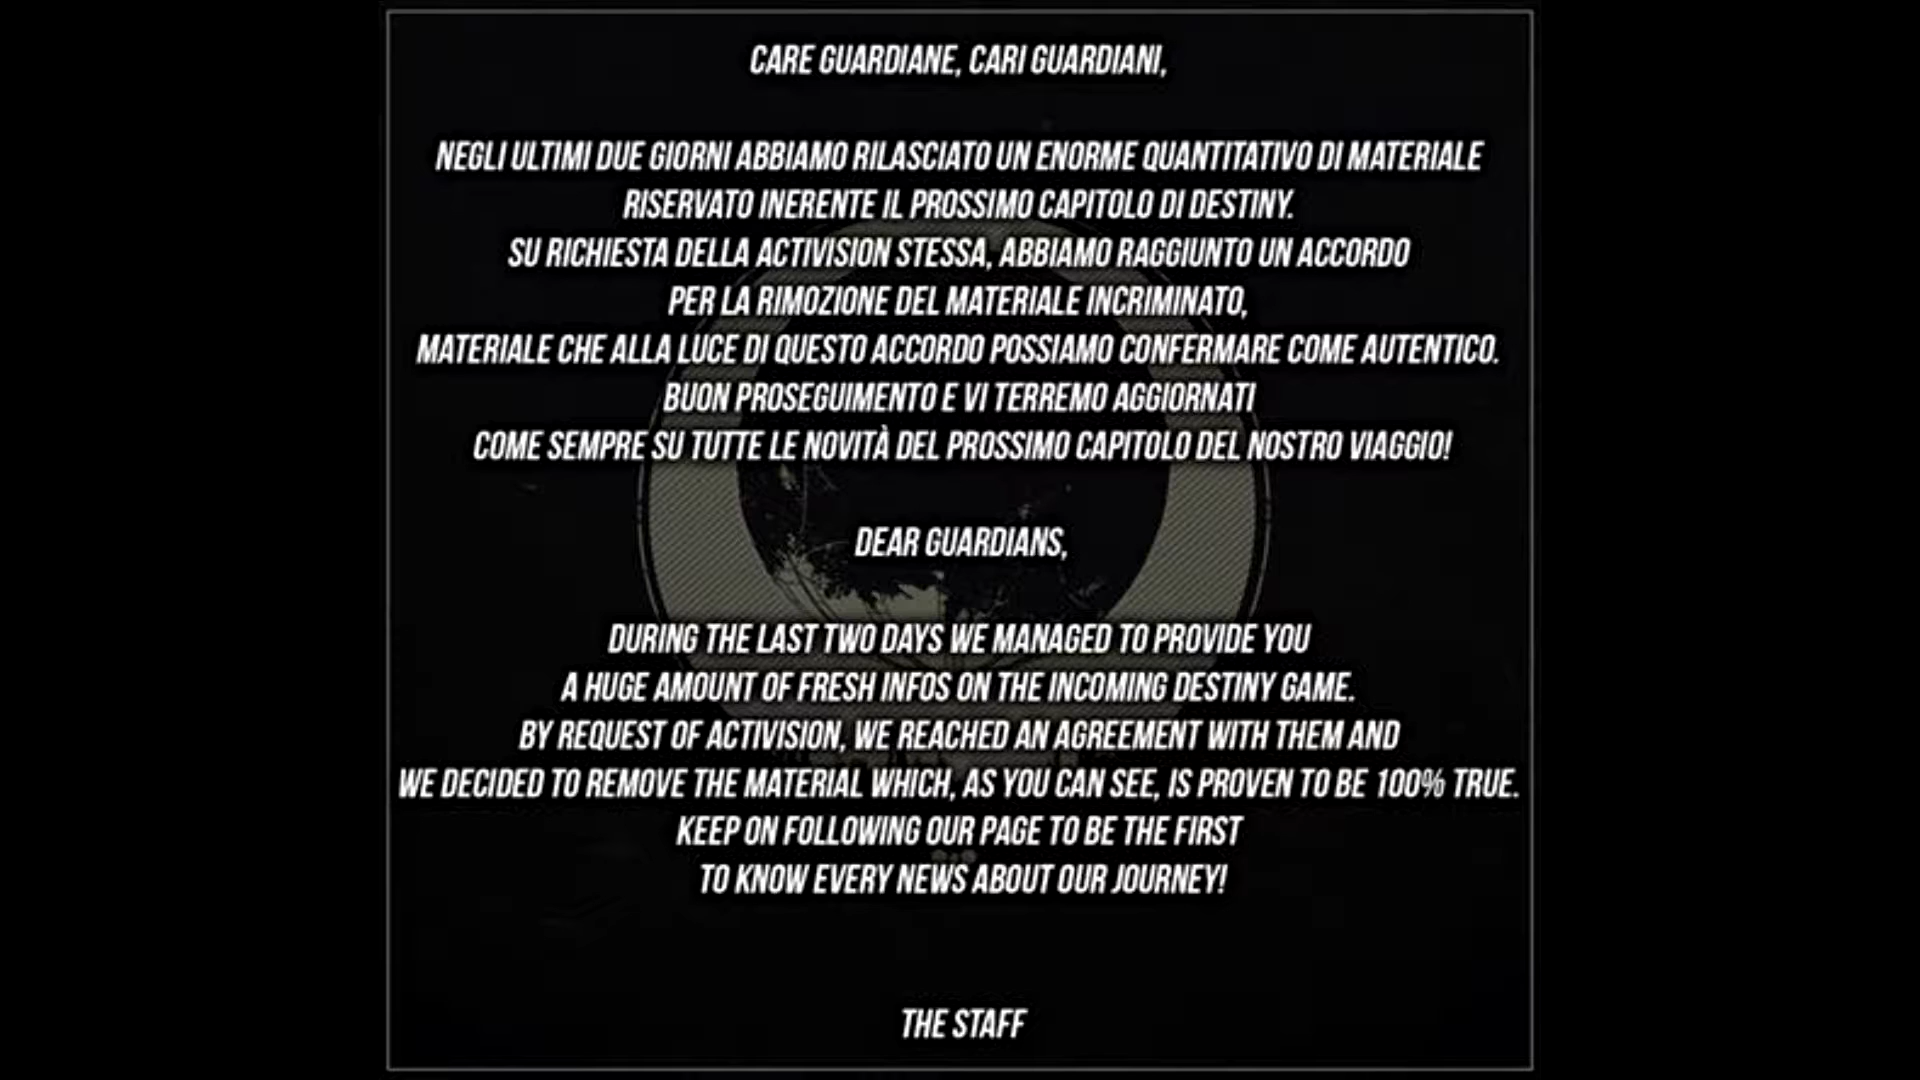 CARE GUARDIANE, CARI GUARDIANI,
NEGLI ULTIMI DUE GIORNI ABBIAMO RILASCIATO UN ENORME QUANTITATIVO DI MATERIALE
RISERVATO INERENTE IL PROSSIMO CAPITOLO DI DESTINY.
SU RICHIESTA DELLA ACTIVISION STESSA, ABBIAMO RAGGIUNTO UN ACCORDO
PER LA RIMOZIONE DEL MATERIALE INCRIMINATO,
MATERIALE CHE ALLA LUCE DI QUESTO ACCORDO POSSIAMO CONFERMARE COME AUTENTICO.
BUON PROSEGUIMENTO E VI TERREMO AGGIORNATI
COME SEMPRE SU TUTTE LE NOVITÀ DEL PROSSIMO CAPITOLO DEL NOSTRO VIAGGIO!
DEAR GUARDIANS,
DURING THE LAST TWO DAYS WE MANAGED TO PROVIDE YOU
A HUGE AMOUNT OF FRESH INFOS ON THE INCOMING DESTINY GAME.
BY REQUEST OF ACTIVISION, WE REACHED AN AGREEMENT WITH THEM AND
WE DECIDED TO REMOVE THE MATERIAL WHICH, AS YOU CAN SEE, IS PROVEN TO BE 100% TRUE.
KEEP ON FOLLOWING OUR PAGE TO BE THE FIRST
TO KNOW EVERY NEWS ABOUT OUR JOURNEY!
THE STAFF